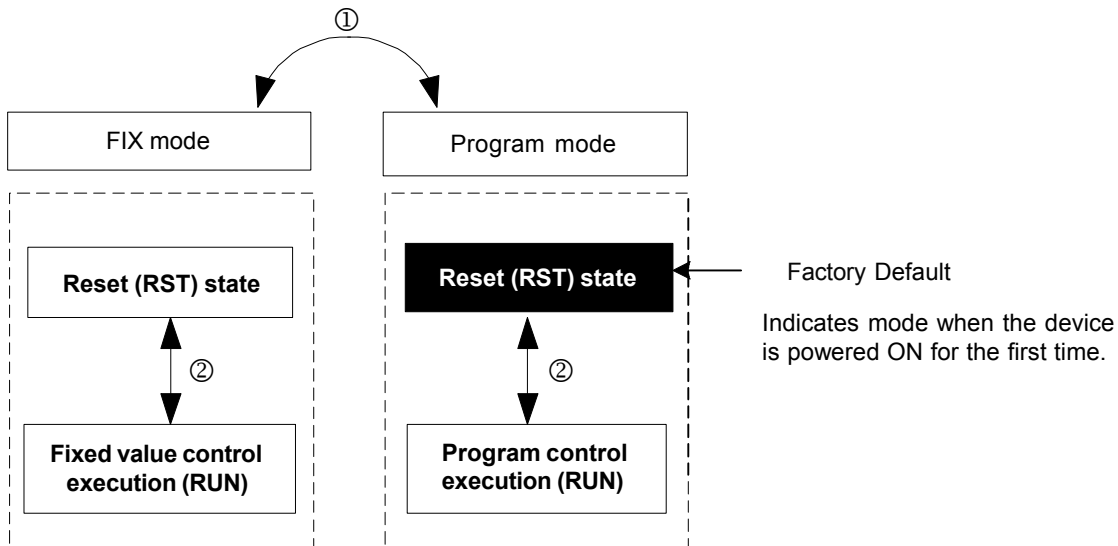 ①
FIX mode
Program mode
Reset (RST) state
Reset (RST) state
Factory Default
Indicates mode when the device
is powered ON for the first time.
②
②
Fixed value control
execution (RUN)
Program control
execution (RUN)